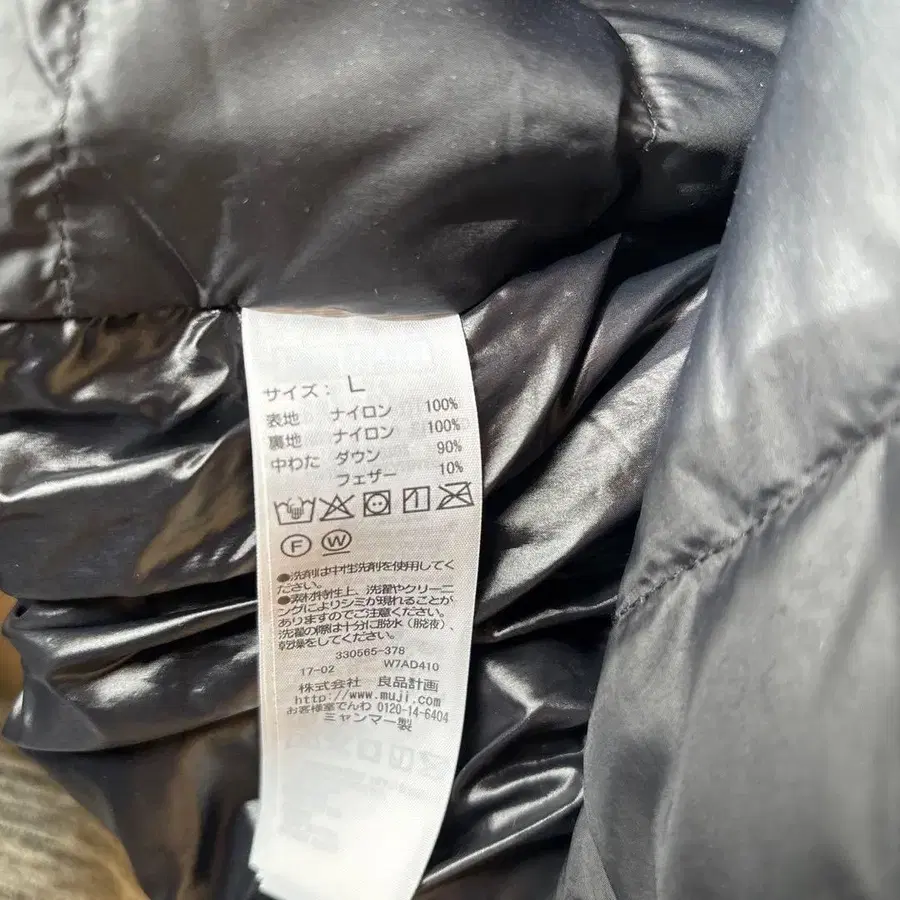 サイズ: L
表地 ナイロン 100%
裏地 ナイロン 100%
中わた ダウン 90%
フェザー 10%
F W
●洗剤は中性洗剤を使用してく
ださい。
●素材特性上、洗濯やクリーニ
ングによりシミが現れることが
ありますのでご注意ください。
洗濯の際は十分に脱水（脱液）、
乾燥をしてください。
330565-378
17-02 W7AD410
株式会社 良品計画
http://www.muji.com
お客様室でんわ 0120-14-6404
ミャンマー製